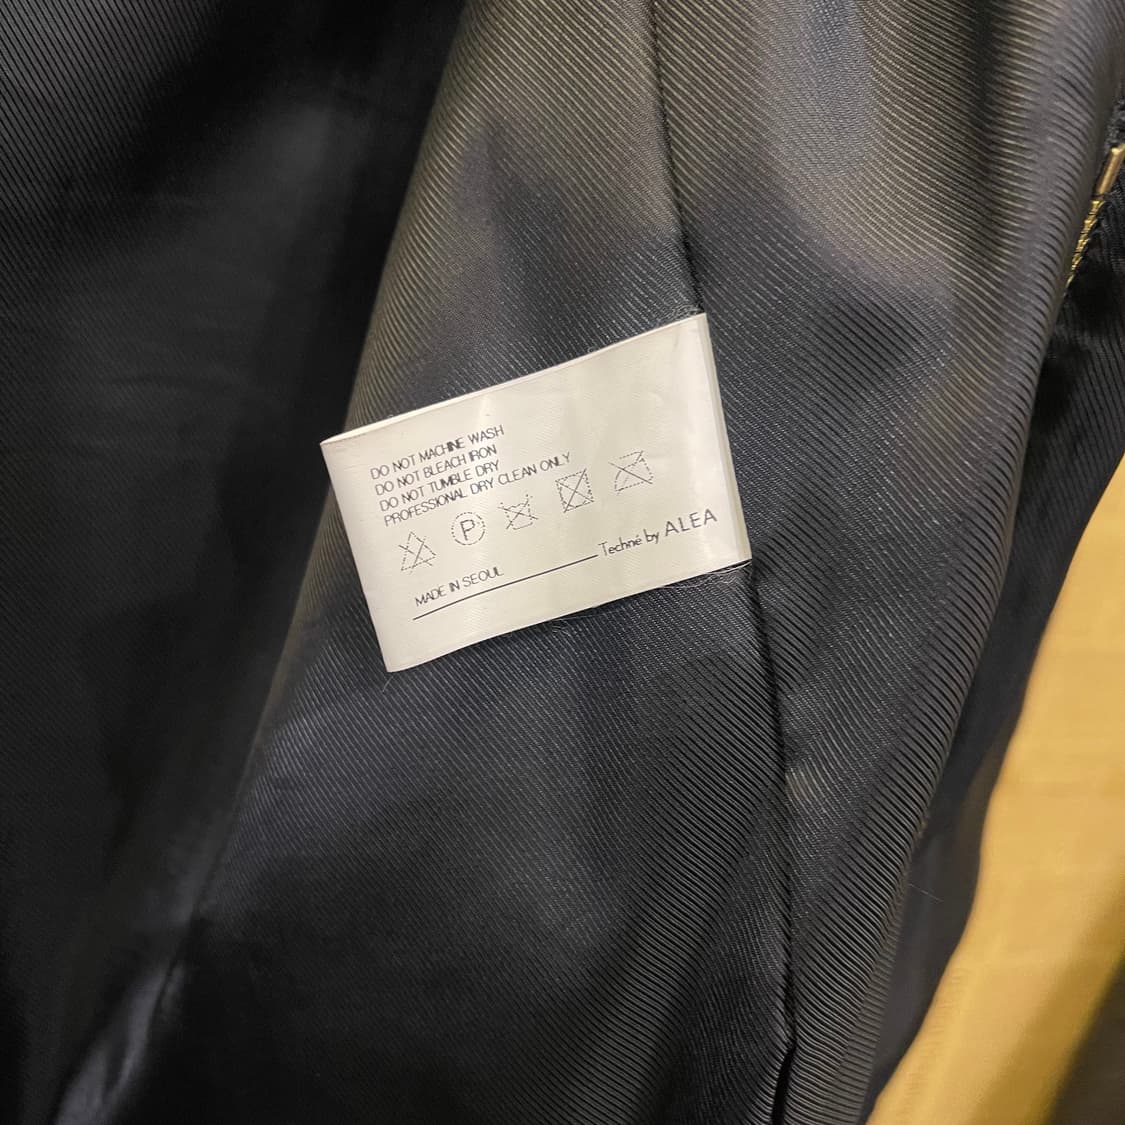 DO NOT MACHINE WASH
DO NOT BLEACH IRON
DO NOT TUMBLE DRY
PROFESSIONAL DRY CLEAN ONLY
P
MADE IN SEOUL
Techné by ALEA